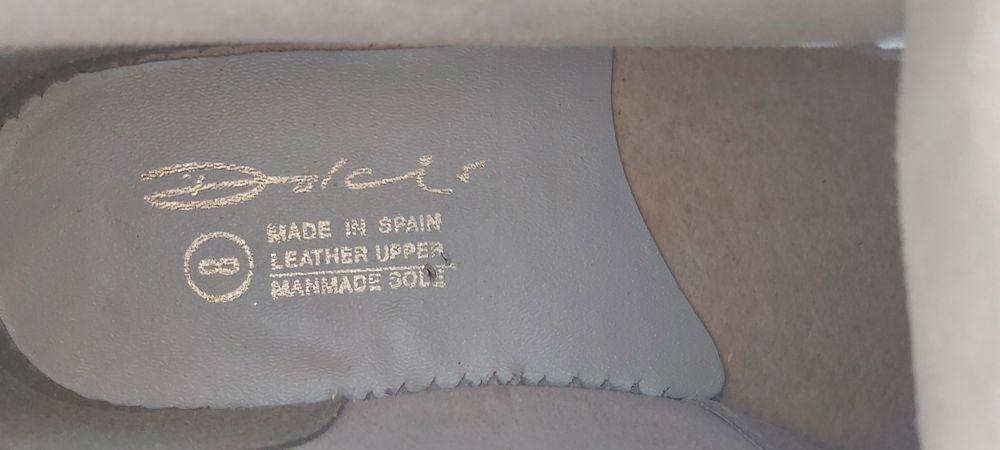 Dolcis
8
MADE IN SPAIN
LEATHER UPPER
MANMADE SOLE